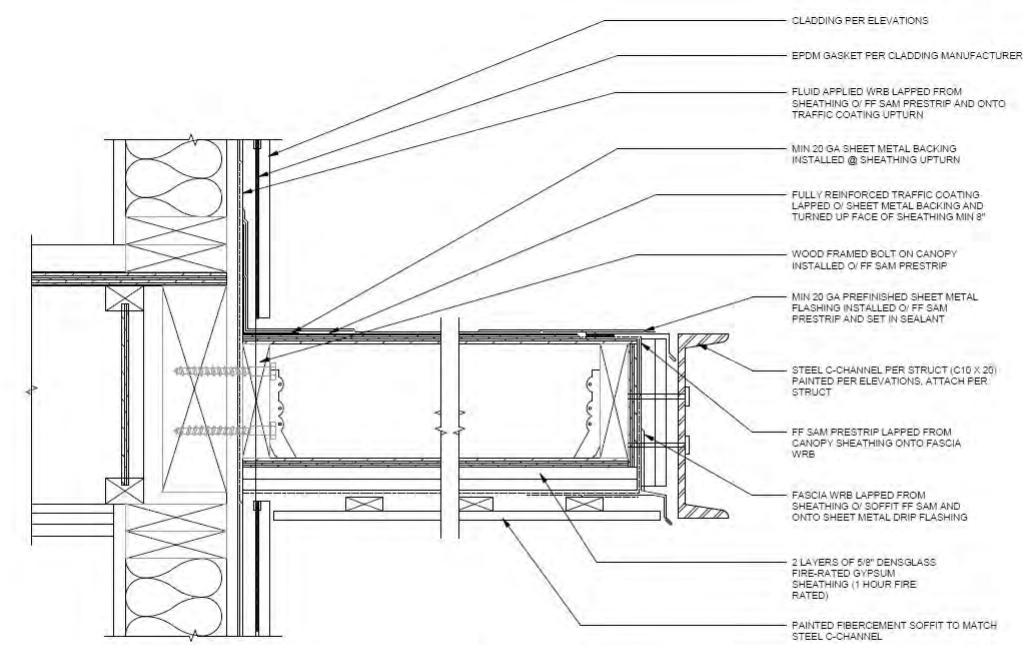 CLADDING PER ELEVATIONS
EPDM GASKET PER CLADDING MANUFACTURER
FLUID APPLIED WRB LAPPED FROM
SHEATHING O/ FF SAM PRESTRIP AND ONTO
TRAFFIC COATING UPTURN
MIN 20 GA SHEET METAL BACKING
INSTALLED @ SHEATHING UPTURN
FULLY REINFORCED TRAFFIC COATING
LAPPED O/ SHEET METAL BACKING AND
TURNED UP FACE OF SHEATHING MIN 8"
WOOD FRAMED BOLT ON CANOPY
INSTALLED O/ FF SAM PRESTRIP
MIN 20 GA PREFINISHED SHEET METAL
FLASHING INSTALLED O/ FF SAM
PRESTRIP AND SET IN SEALANT
STEEL C-CHANNEL PER STRUCT (C10 X 20)
PAINTED PER ELEVATIONS, ATTACH PER
STRUCT
FF SAM PRESTRIP LAPPED FROM
CANOPY SHEATHING ONTO FASCIA
WRB
FASCIA WRB LAPPED FROM
SHEATHING O/ SOFFIT FF SAM AND
ONTO SHEET METAL DRIP FLASHING
2 LAYERS OF 5/8" DENSGLASS
FIRE-RATED GYPSUM
SHEATHING (1 HOUR FIRE
RATED)
PAINTED FIBERCEMENT SOFFIT TO MATCH
STEEL C-CHANNEL